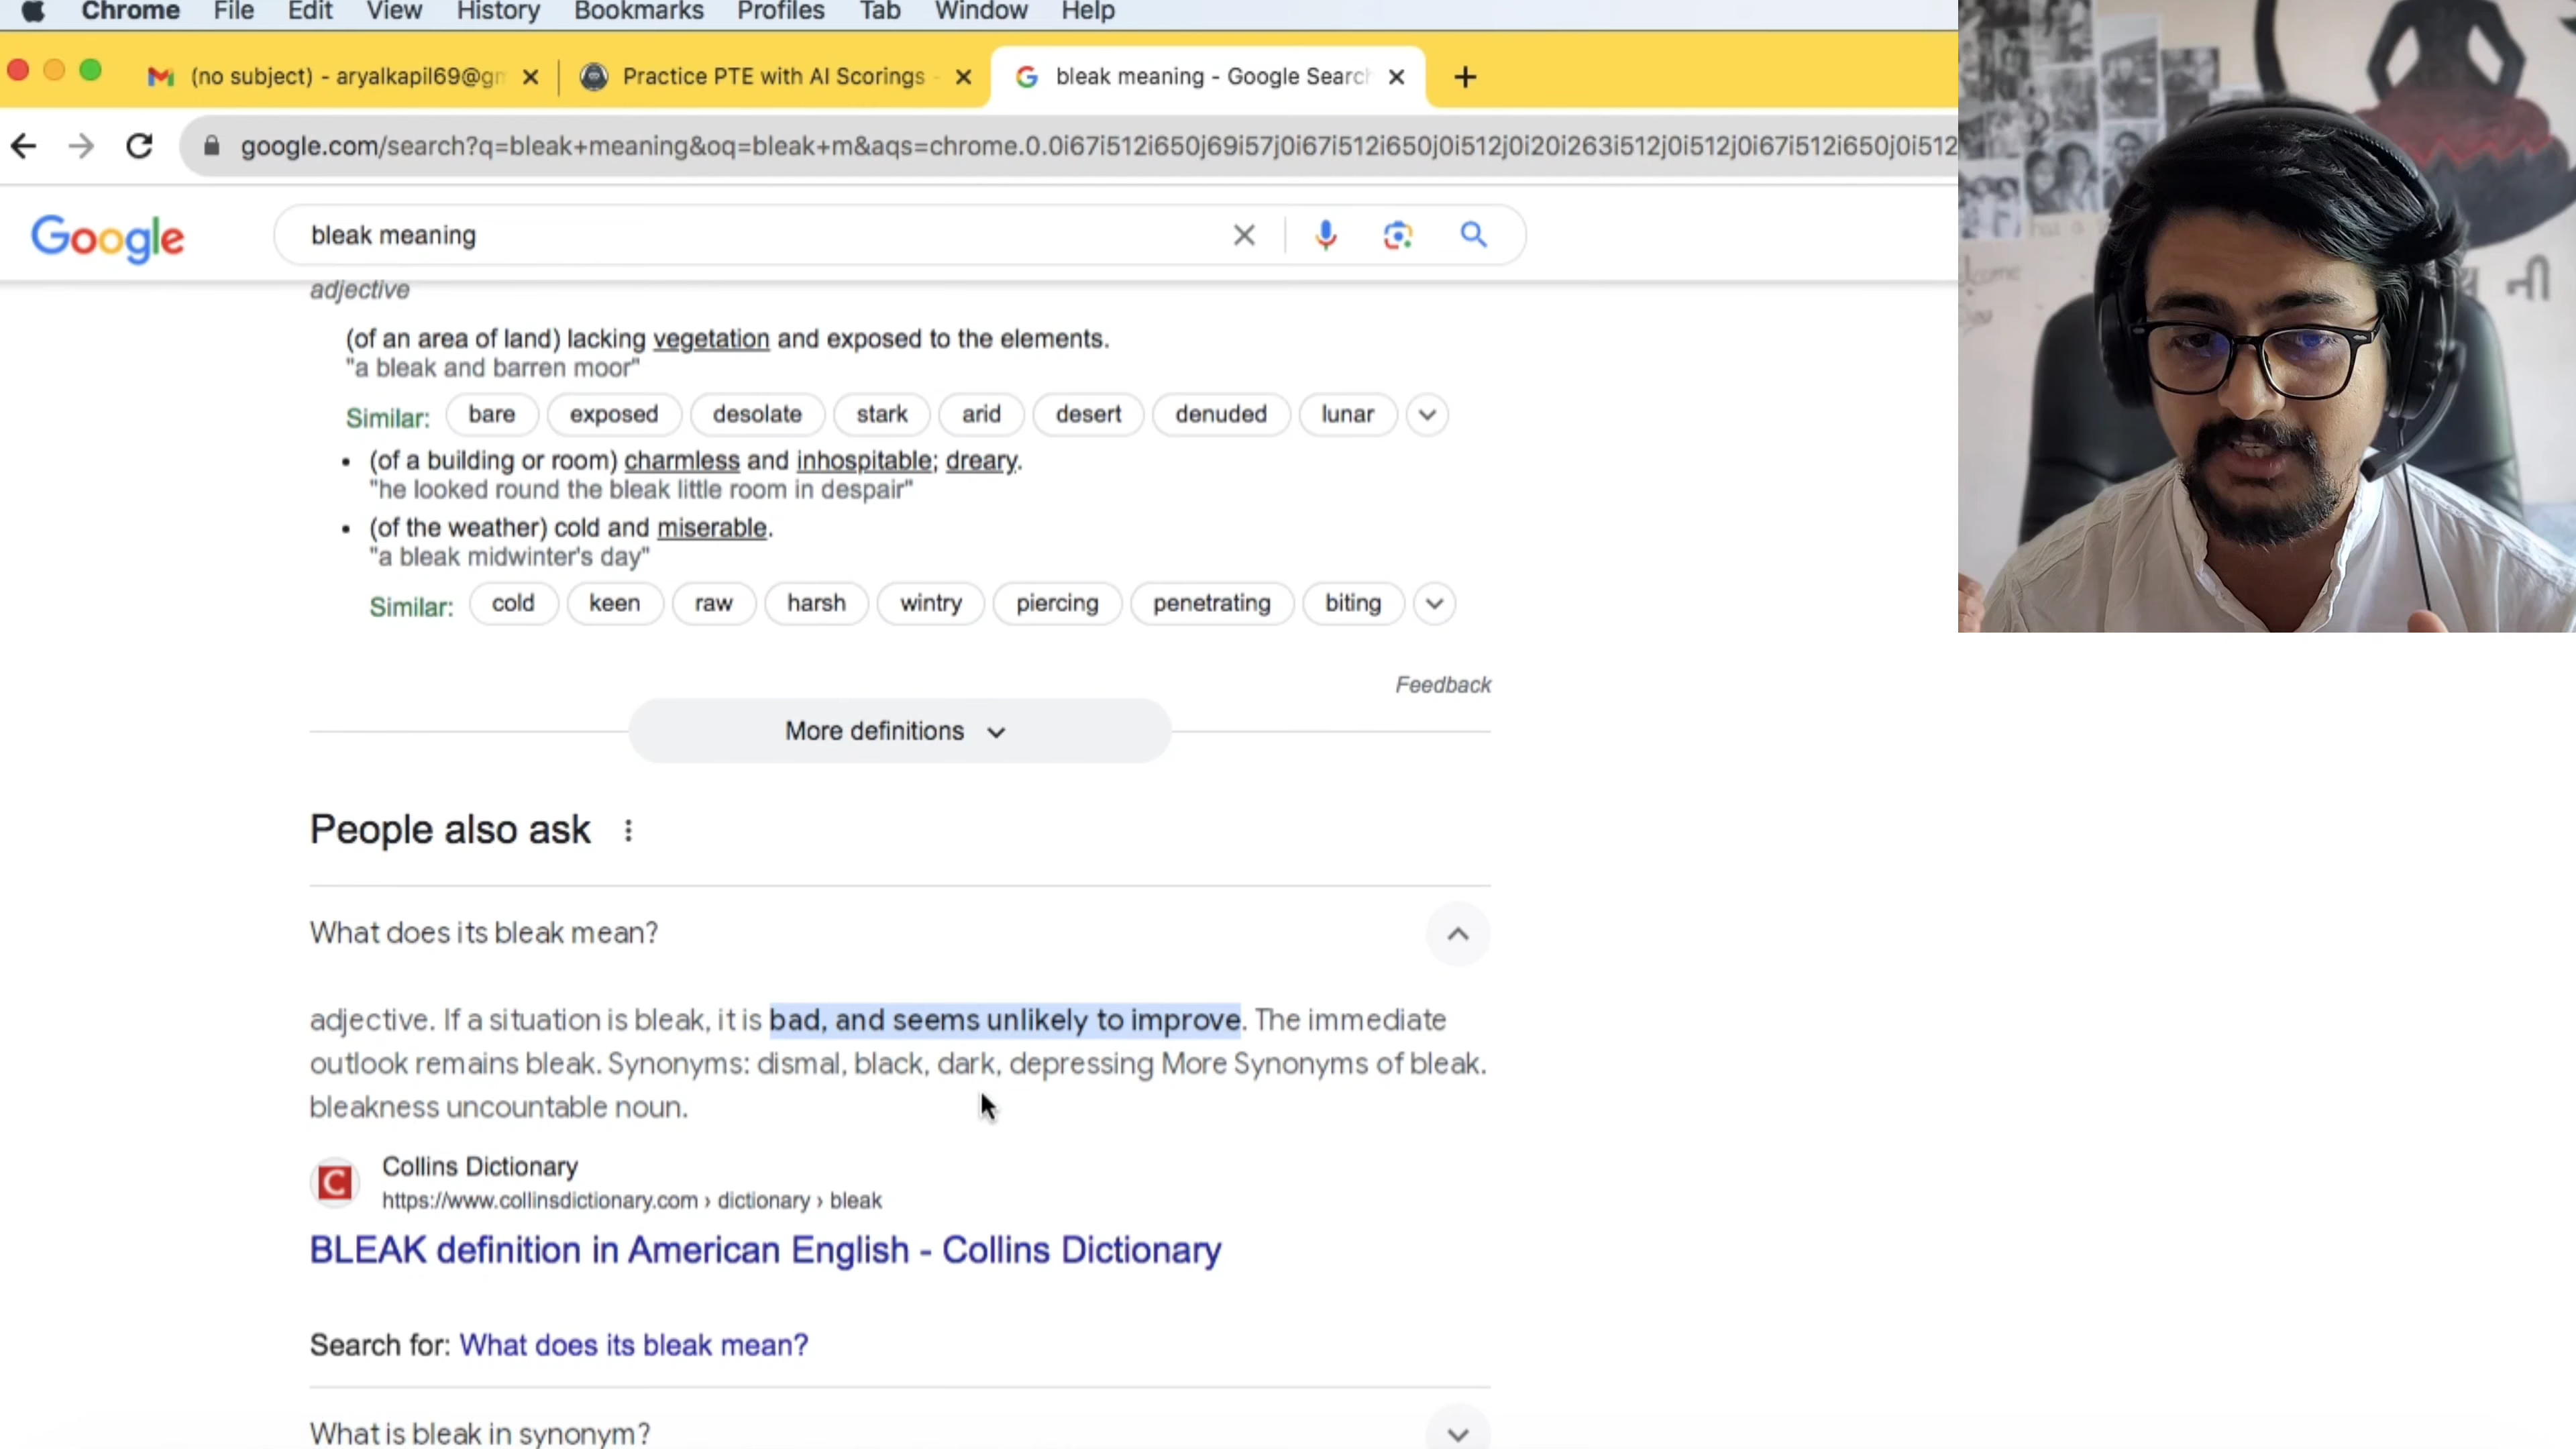 Chrome File Edit View History Bookmarks Profiles Tab Window Help
(no subject) - aryalkapil69@gm
Practice PTE with AI Scorings -
bleak meaning - Google Search
google.com/search?q=bleak+meaning&oq=bleak+m&aqs=chrome.0.0i67i512i650j69i57j0i67i512i650j0i512j0i20i263i512j0i512j0i67i512i650j0i512
Google
bleak meaning
adjective
(of an area of land) lacking vegetation and exposed to the elements.
"a bleak and barren moor"
Similar: bare exposed desolate stark arid desert denuded lunar
• (of a building or room) charmless and inhospitable; dreary.
"he looked round the bleak little room in despair"
• (of the weather) cold and miserable.
"a bleak midwinter's day"
Similar: cold keen raw harsh wintry piercing penetrating biting
Feedback
More definitions
People also ask
What does its bleak mean?
adjective. If a situation is bleak, it is bad, and seems unlikely to improve. The immediate
outlook remains bleak. Synonyms: dismal, black, dark, depressing More Synonyms of bleak.
bleakness uncountable noun.
C
Collins Dictionary
https://www.collinsdictionary.com › dictionary › bleak
BLEAK definition in American English - Collins Dictionary
Search for: What does its bleak mean?
What is bleak in synonym?